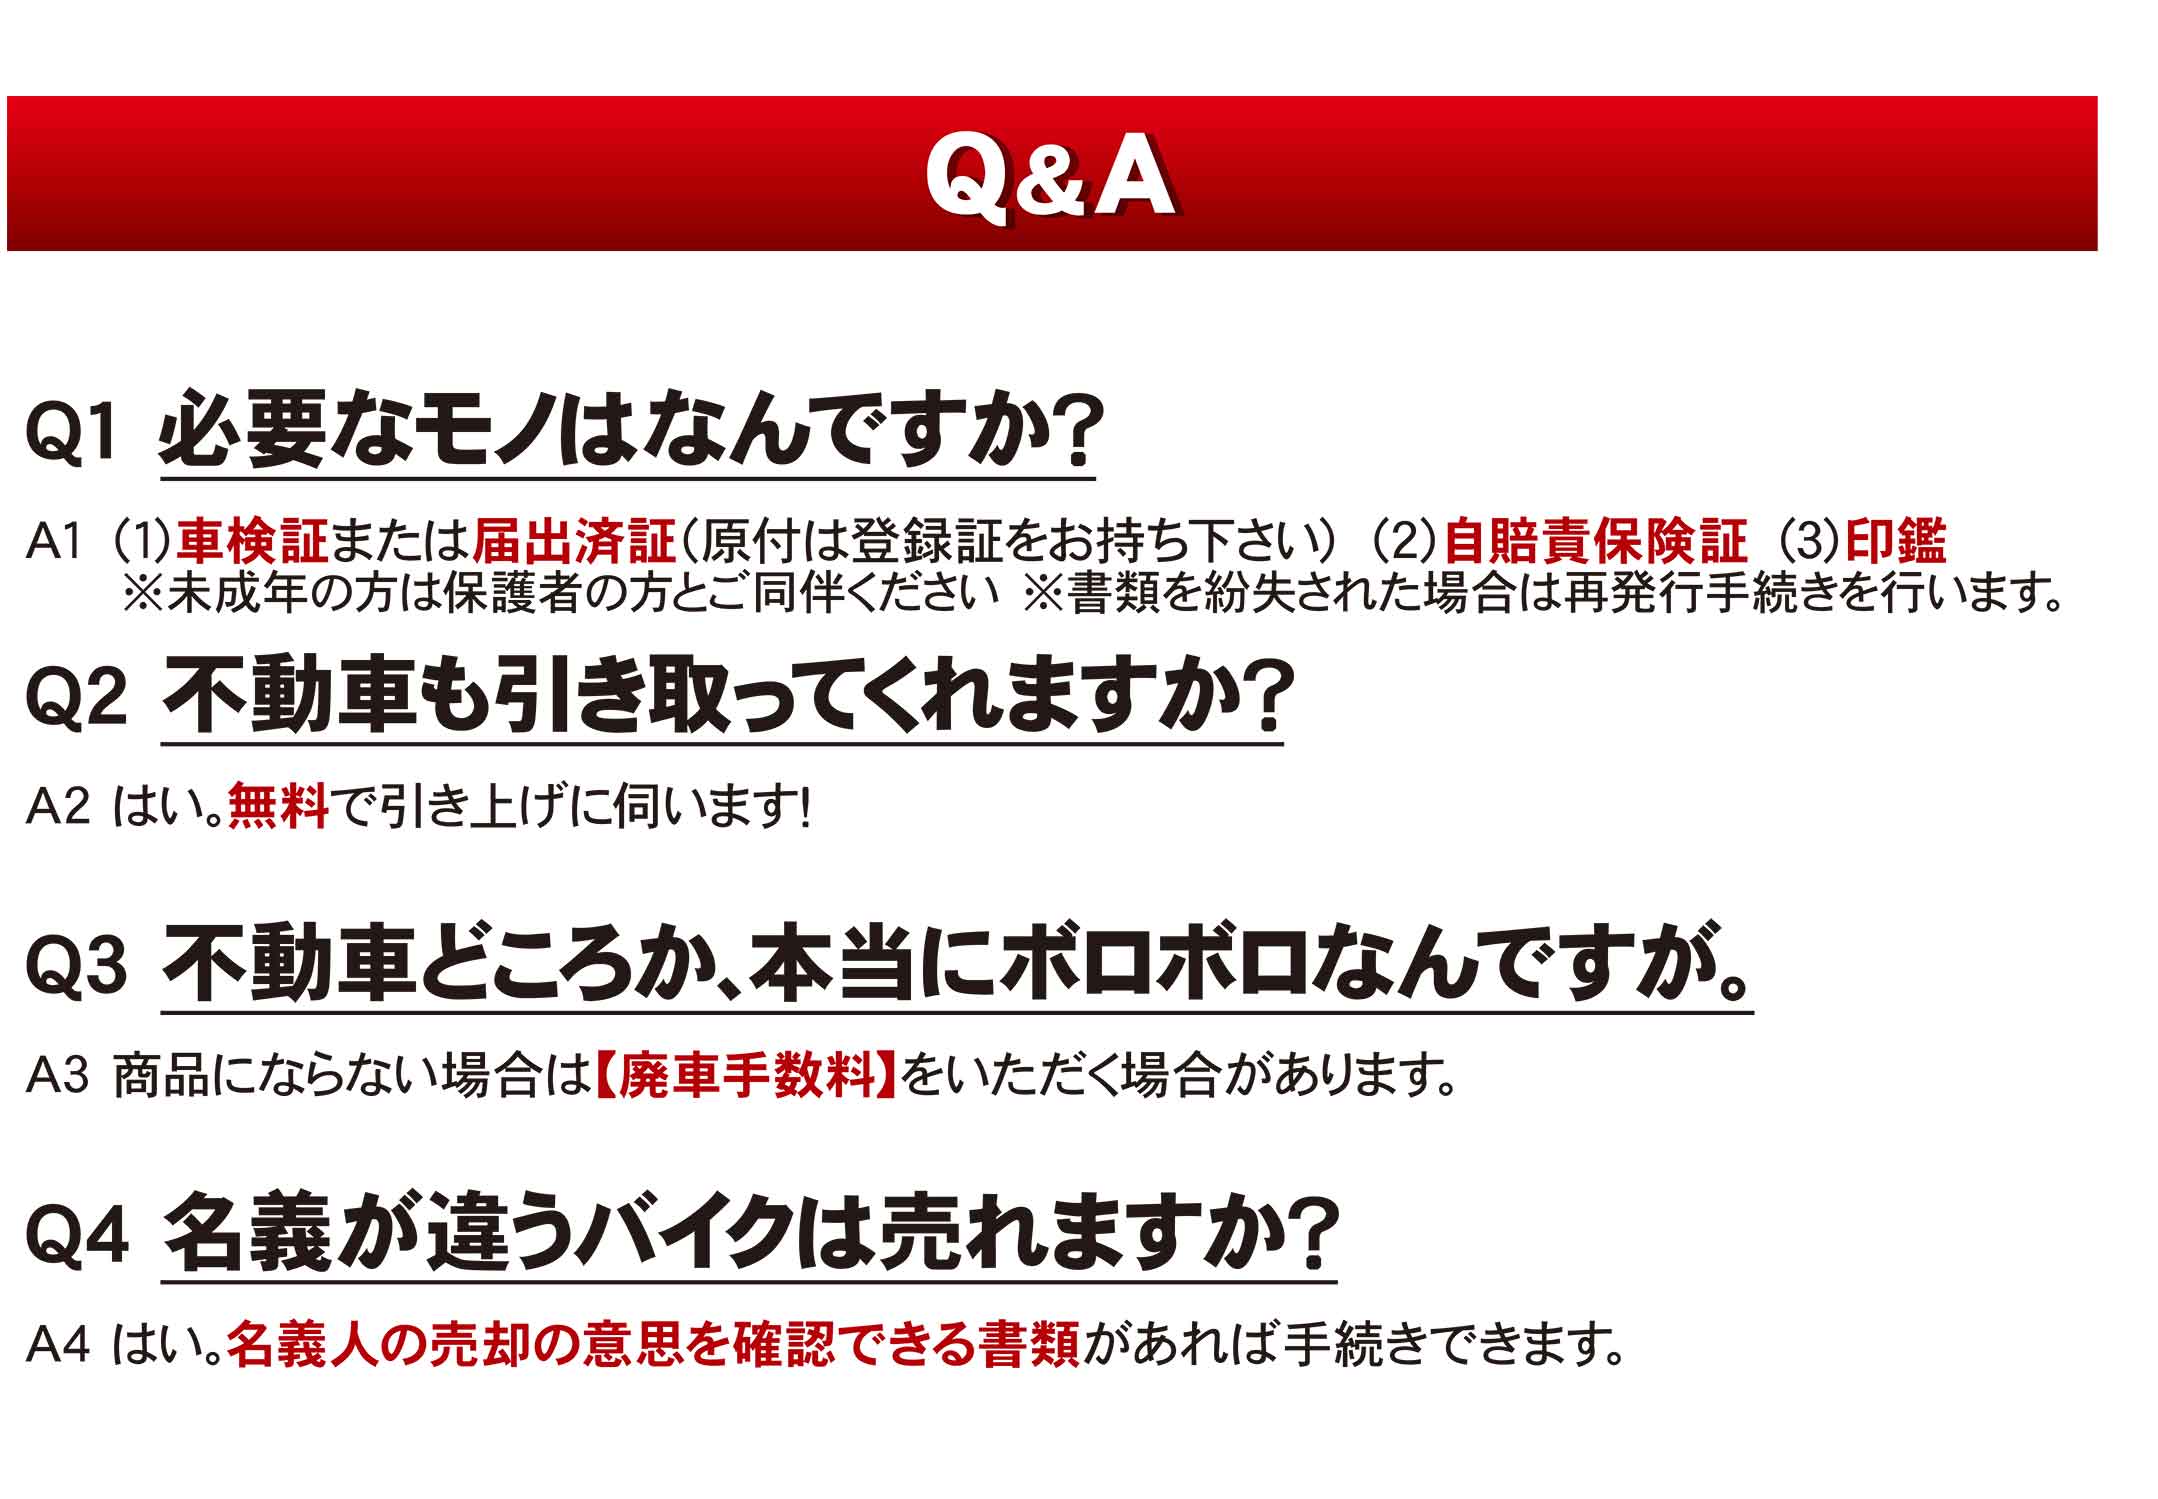 Q&A
Q1 必要なモノはなんですか?
A1 (1)車検証または届出済証(原付は登録証をお持ち下さい) (2)自賠責保険証 (3)印鑑
※未成年の方は保護者の方とご同伴ください ※書類を紛失された場合は再発行手続きを行います。
Q2 不動車も引き取ってくれますか?
A2 はい。無料で引き上げに伺います!
Q3 不動車どころか、本当にボロボロなんですが。
A3 商品にならない場合は【廃車手数料】をいただく場合があります。
Q4 名義が違うバイクは売れますか?
A4 はい。名義人の売却の意思を確認できる書類があれば手続きできます。